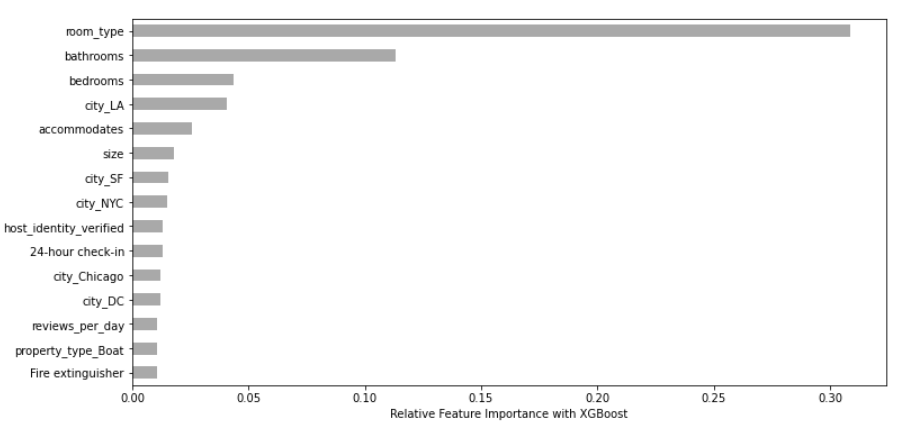 room_type
bathrooms
bedrooms
city_LA
accommodates
size
city_SF
city_NYC
host_identity_verified
24-hour check-in
city_Chicago
city_DC
reviews_per_day
property_type_Boat
Fire extinguisher
0.00 0.05 0.10 0.15 0.20 0.25 0.30
Relative Feature Importance with XGBoost